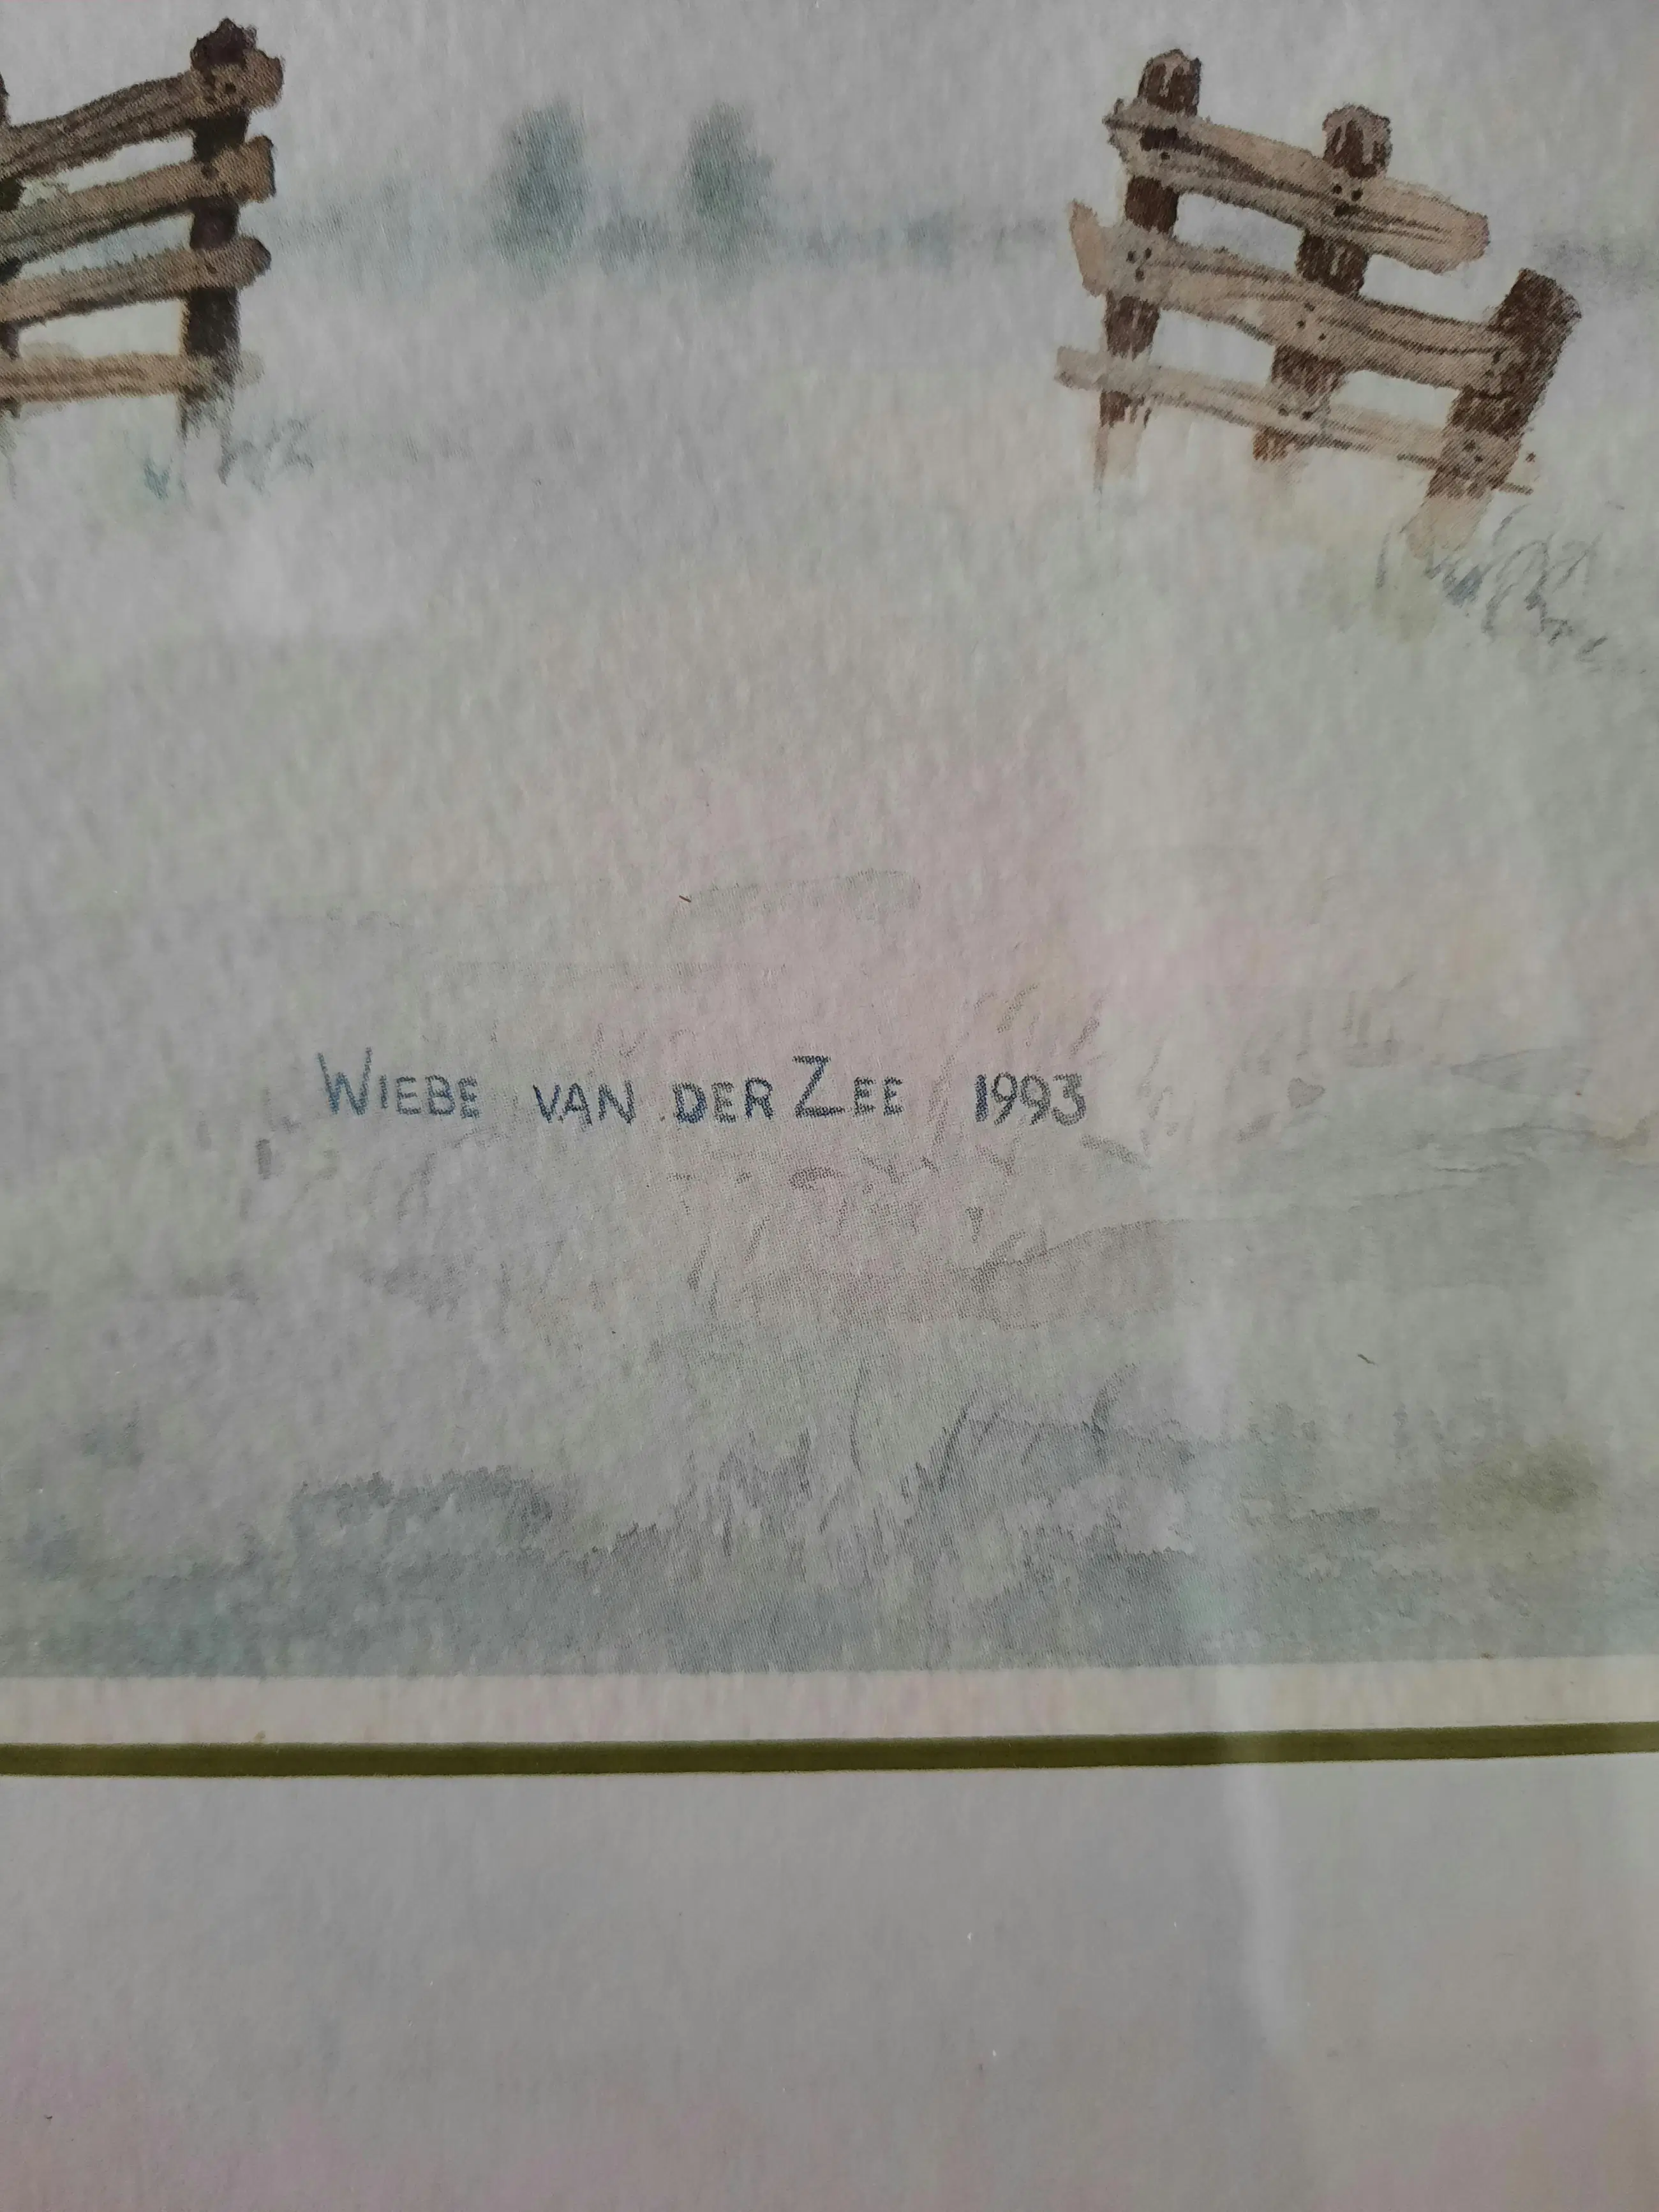 WIEBE VAN DER ZEE 1993